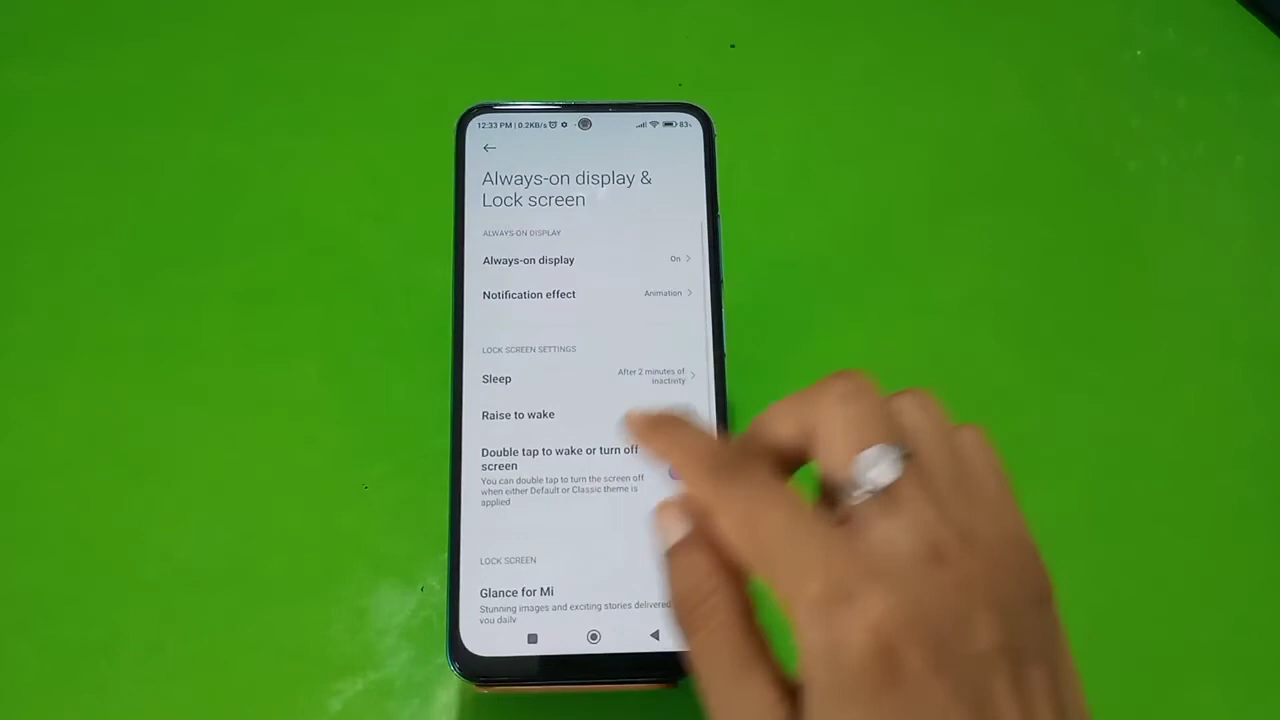 12:33 PM | 0.2KB/s
83%
Always-on display &
Lock screen
ALWAYS-ON DISPLAY
Always-on display On
Notification effect Animation
LOCK SCREEN SETTINGS
Sleep After 2 minutes of
inactivity
Raise to wake
Double tap to wake or turn off
screen
You can double tap to turn the screen off
when either Default or Classic theme is
applied
LOCK SCREEN
Glance for Mi
Stunning images and exciting stories delivered
you daily